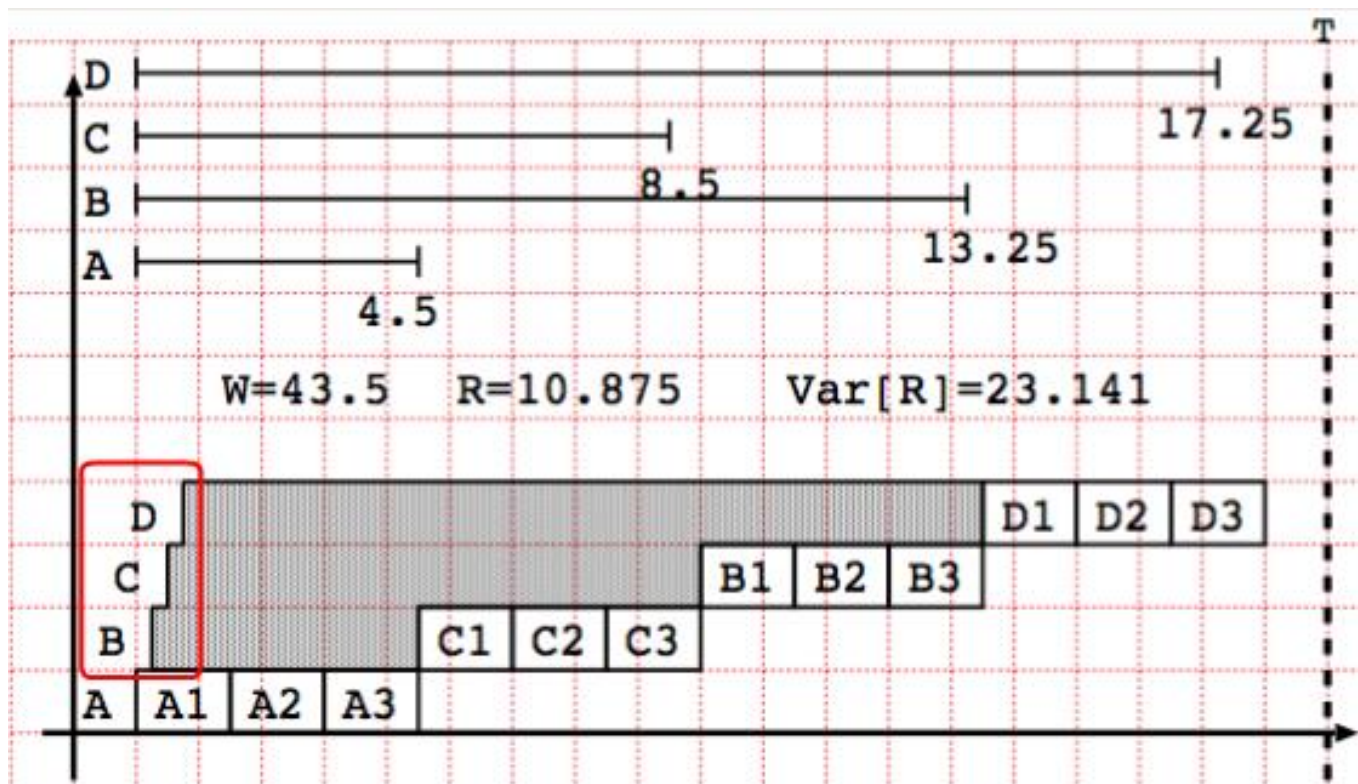 T
D
17.25
C
8.5
B
13.25
A
4.5
W=43.5 R=10.875 Var[R]=23.141
D D1 D2 D3
C B1 B2 B3
B C1 C2 C3
A A1 A2 A3